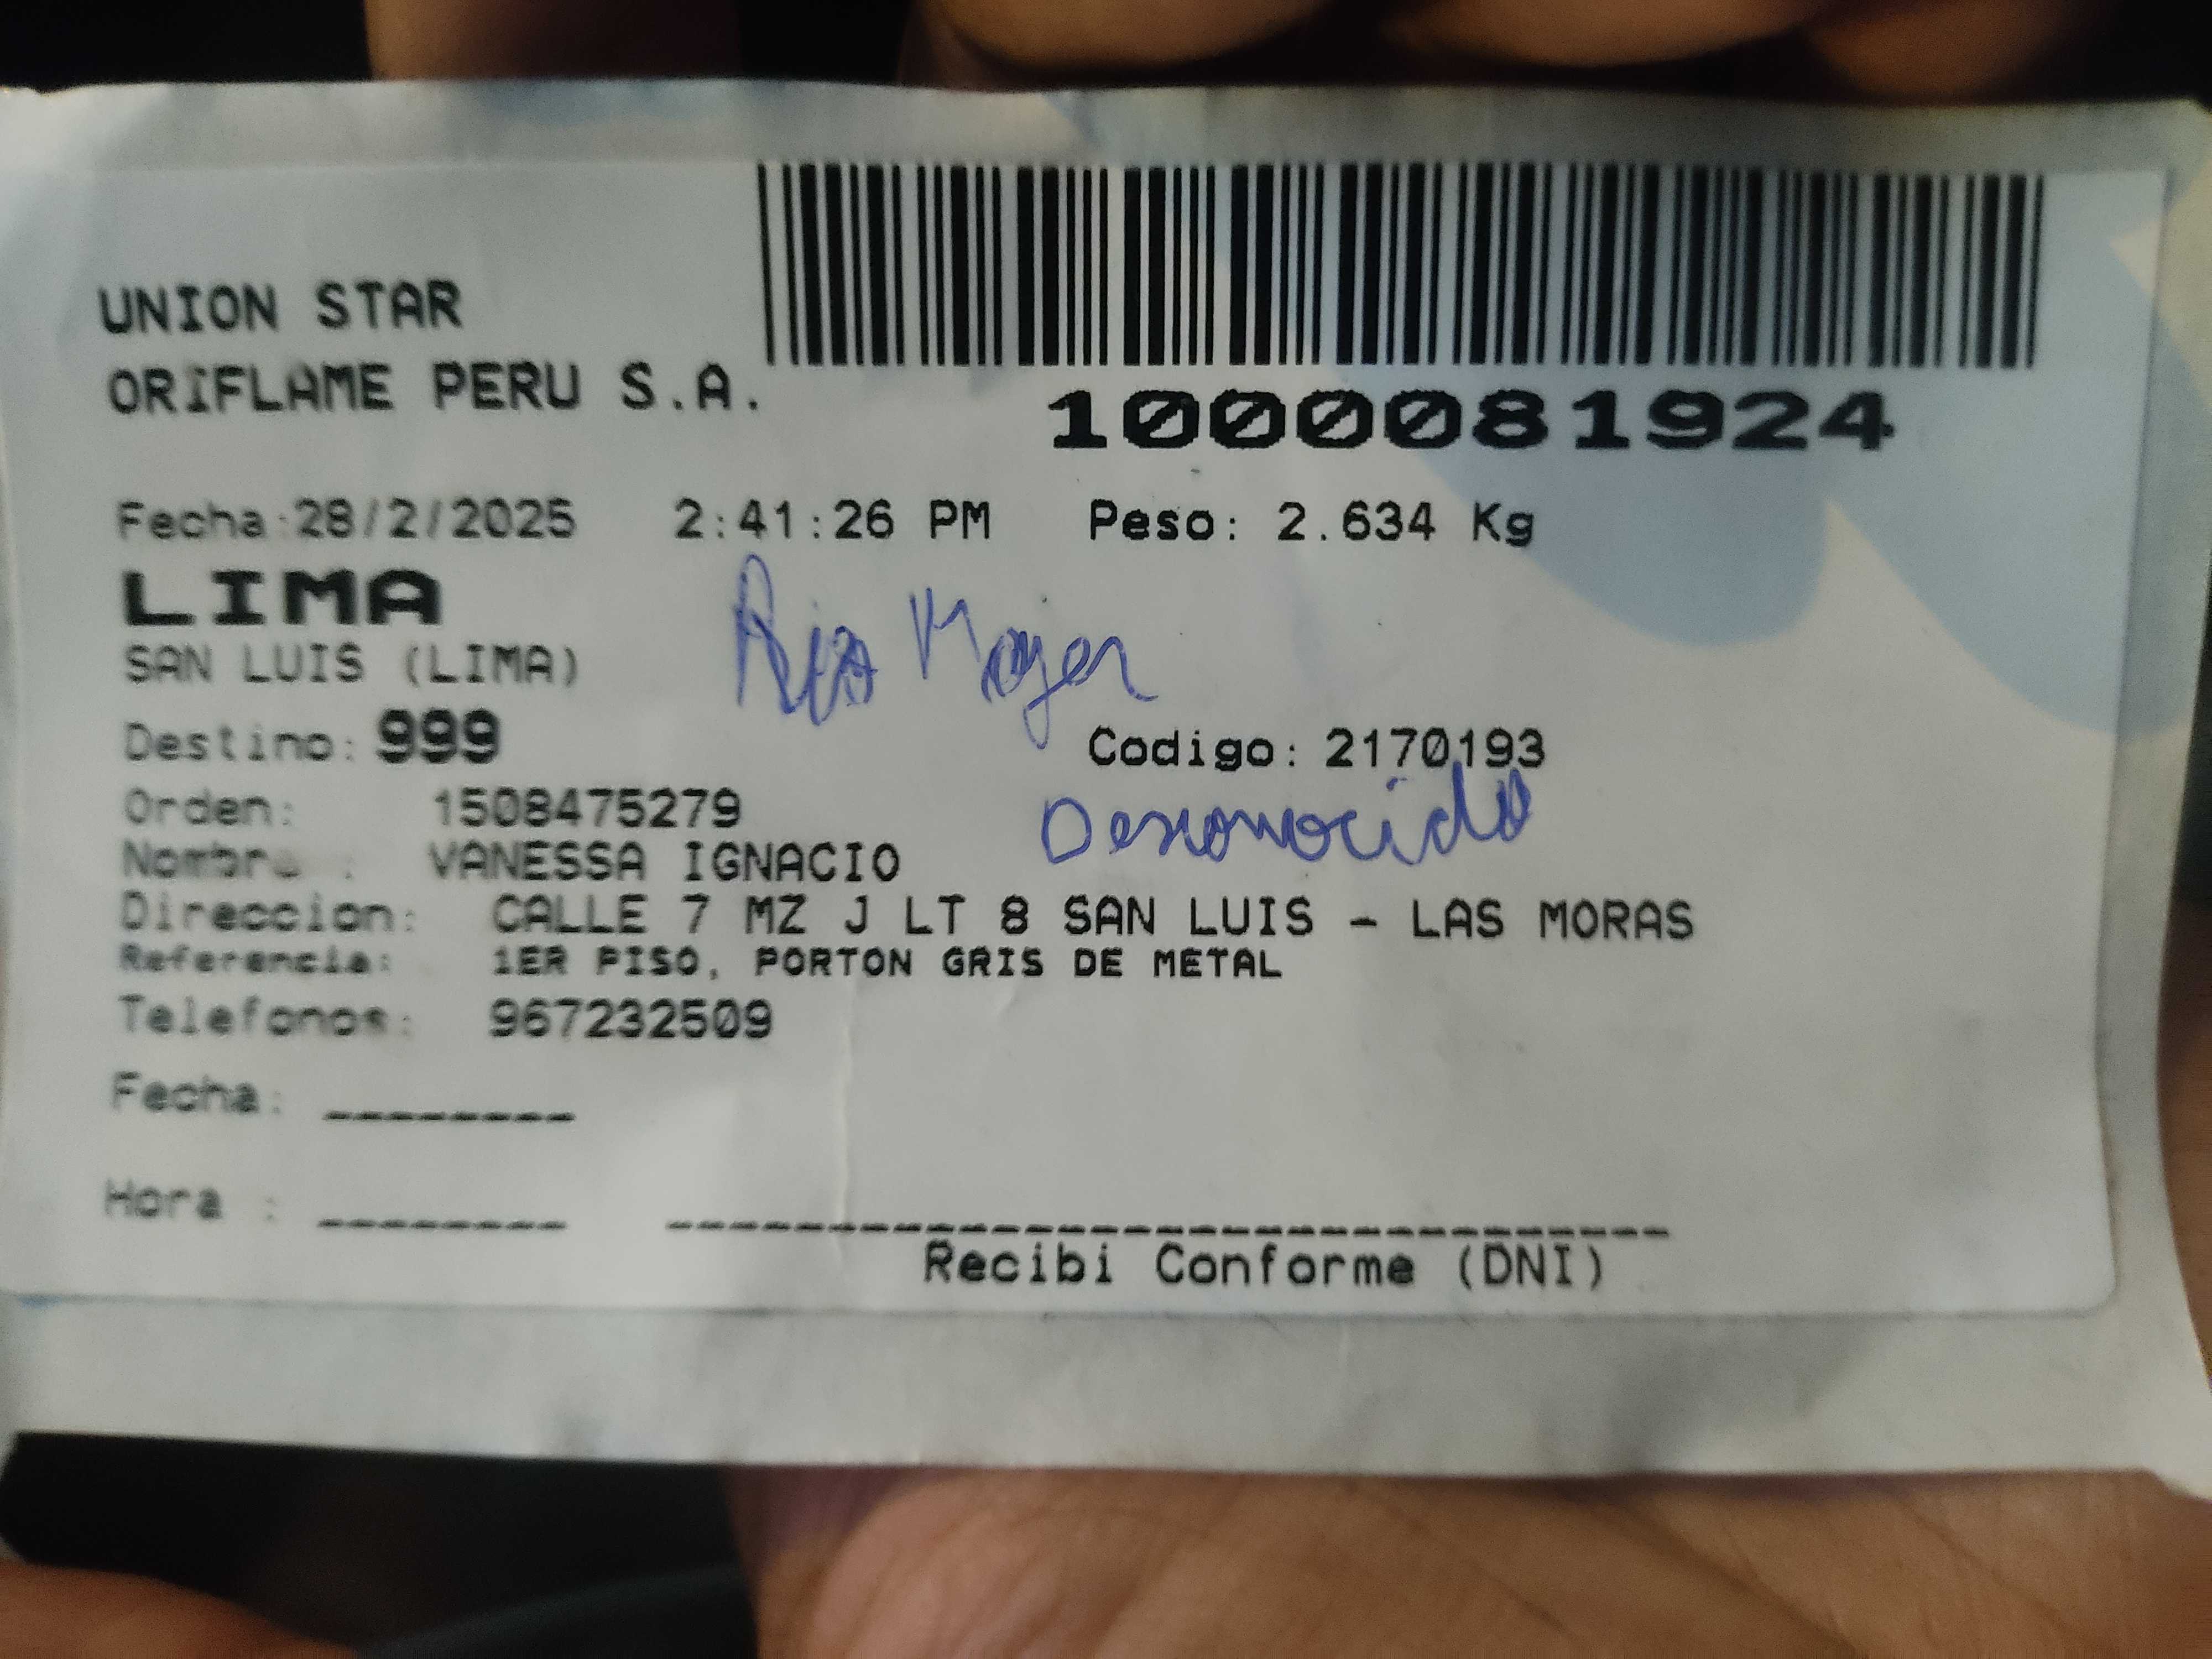 UNION STAR
ORIFLAME PERU S.A.
1000081924
Fecha:28/2/2025 2:41:26 PM Peso: 2.634 Kg
LIMA
SAN LUIS (LIMA)
Destino: 999
Codigo: 2170193
Desconocido
Orden: 1508475279
Nombre : VANESSA IGNACIO
Direccion: CALLE 7 MZ J LT 8 SAN LUIS - LAS MORAS
Referencia: 1ER PISO, PORTON GRIS DE METAL
Telefonos: 967232509
Fecha: ________
Hora : ________
Recibi Conforme (DNI)